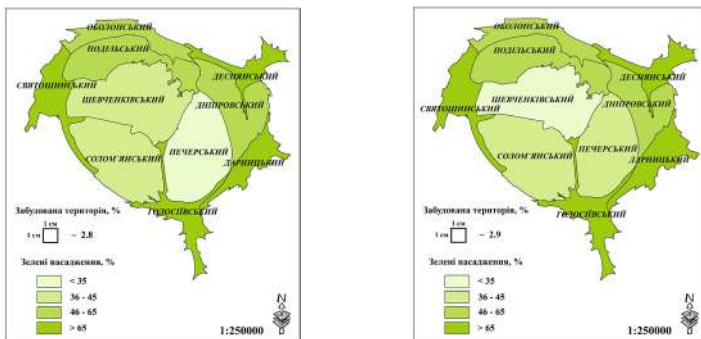 ОБОЛОНСЬКИЙ
ПОДІЛЬСЬКИЙ
СВЯТОШИНСЬКИЙ
ДЕСНЯНСЬКИЙ
ШЕВЧЕНКІВСЬКИЙ
ДНІПРОВСЬКИЙ
СОЛОМ'ЯНСЬКИЙ
ПЕЧЕРСЬКИЙ
ДАРНИЦЬКИЙ
ГОЛОСІЇВСЬКИЙ
Забудована територія, %
1 см
1 см ~ 2.8
Зелені насадження, %
< 35
36 - 45
46 - 65
> 65
N
1:250000
ОБОЛОНСЬКИЙ
ПОДІЛЬСЬКИЙ
ДЕСНЯНСЬКИЙ
СВЯТОШИНСЬКИЙ
ШЕВЧЕНКІВСЬКИЙ
ДНІПРОВСЬКИЙ
СОЛОМ'ЯНСЬКИЙ
ПЕЧЕРСЬКИЙ
ДАРНИЦЬКИЙ
ГОЛОСІЇВСЬКИЙ
Забудована територія, %
1 см
1 см ~ 2.9
Зелені насадження, %
< 35
36 - 45
46 - 65
> 65
N
1:250000